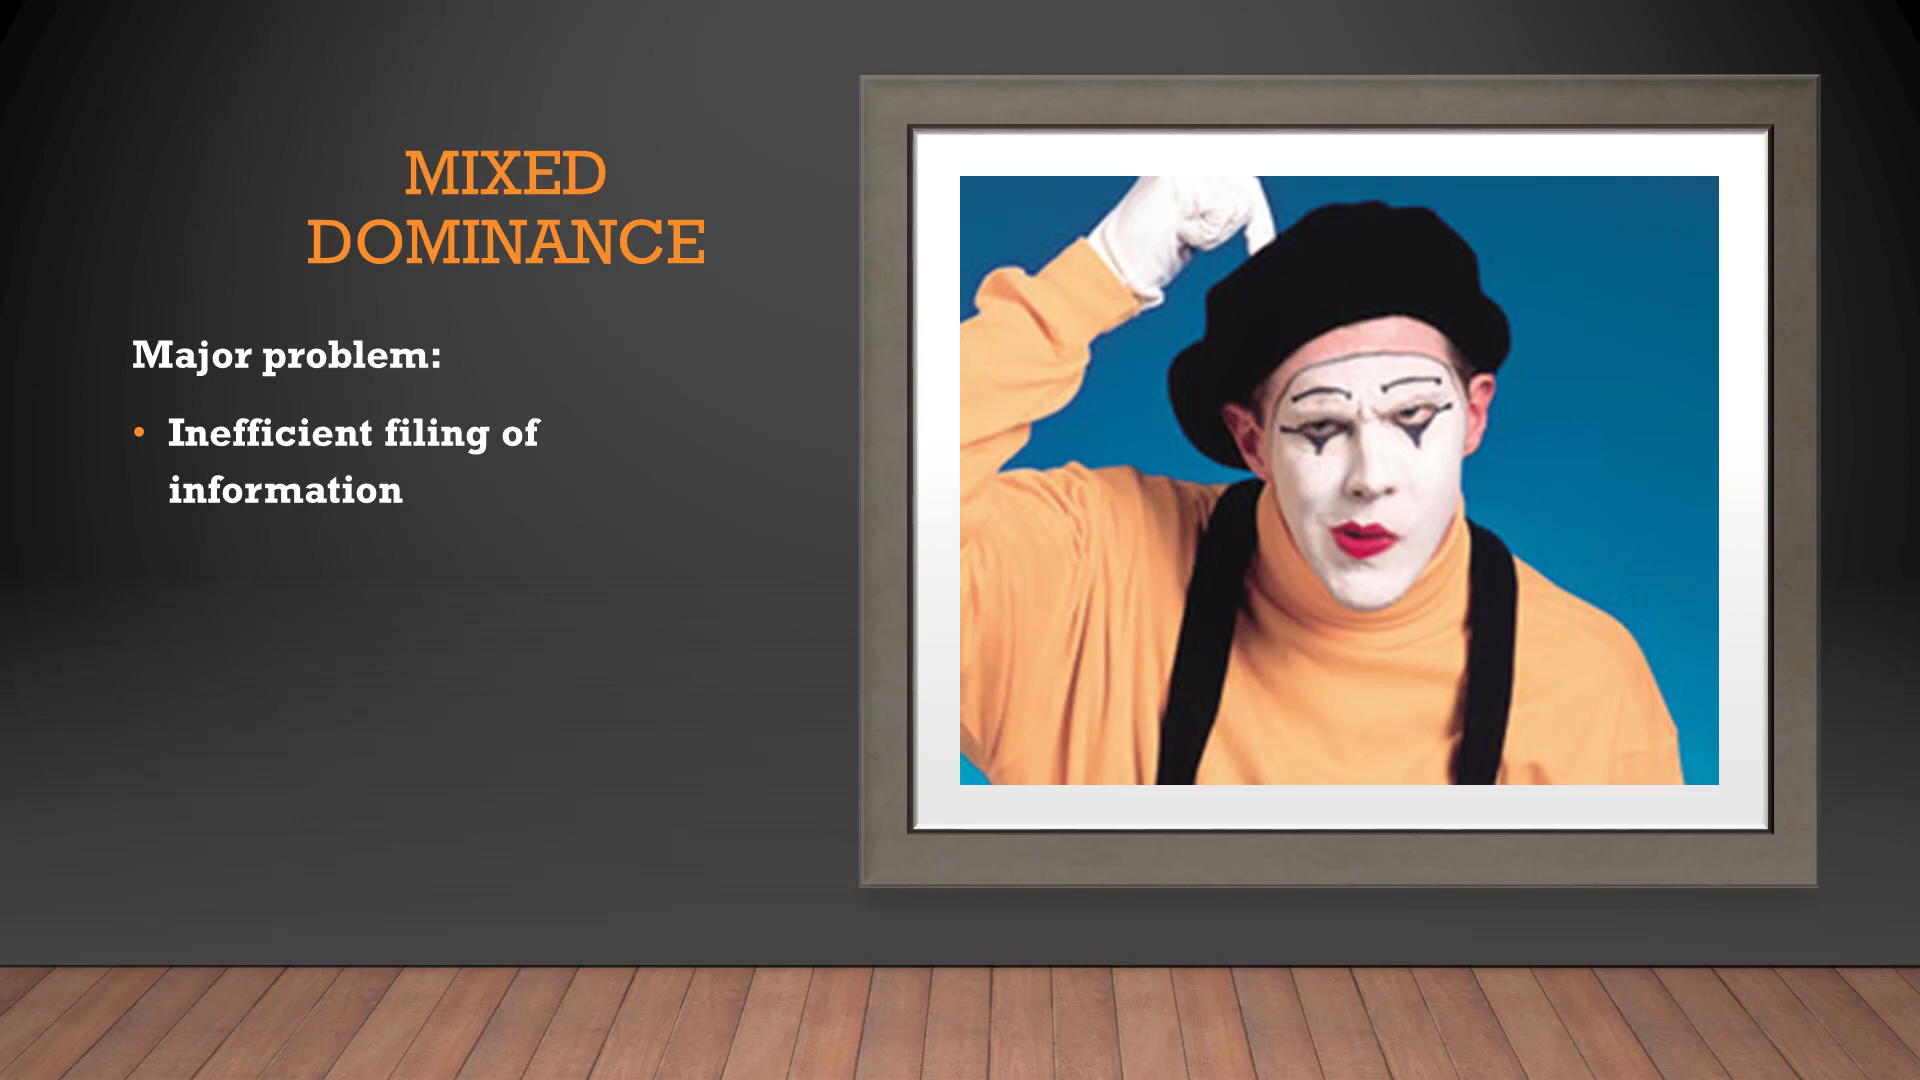 MIXED
DOMINANCE
Major problem:
• Inefficient filing of
information